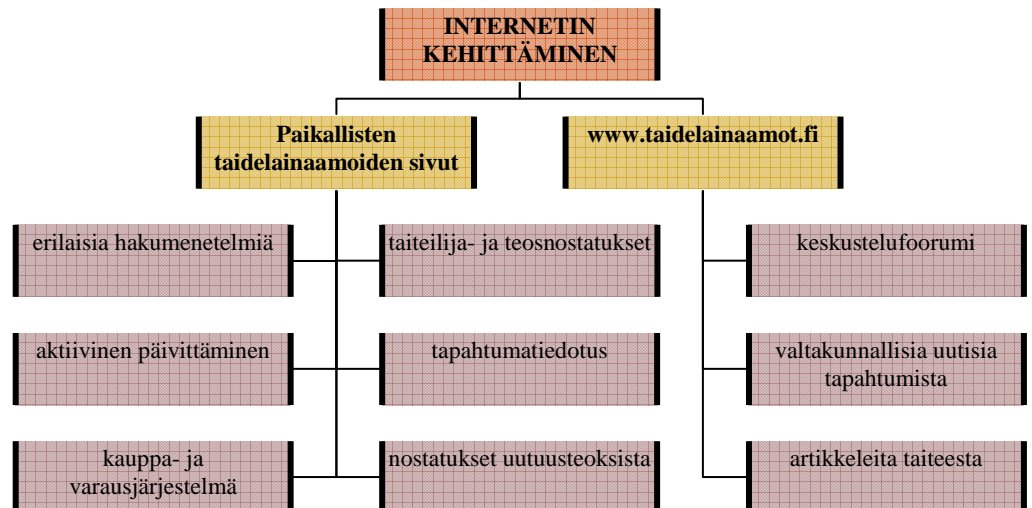 INTERNETIN
KEHITTÄMINEN
Paikallisten
taidelainaamoiden sivut
www.taidelainaamot.fi
erilaisia hakumenetelmiä
taiteilija- ja teosnostatukset
keskustelufoorumi
aktiivinen päivittäminen
tapahtumatiedotus
valtakunnallisia uutisia
tapahtumista
kauppa- ja
varausjärjestelmä
nostatukset uutuusteoksista
artikkeleita taiteesta